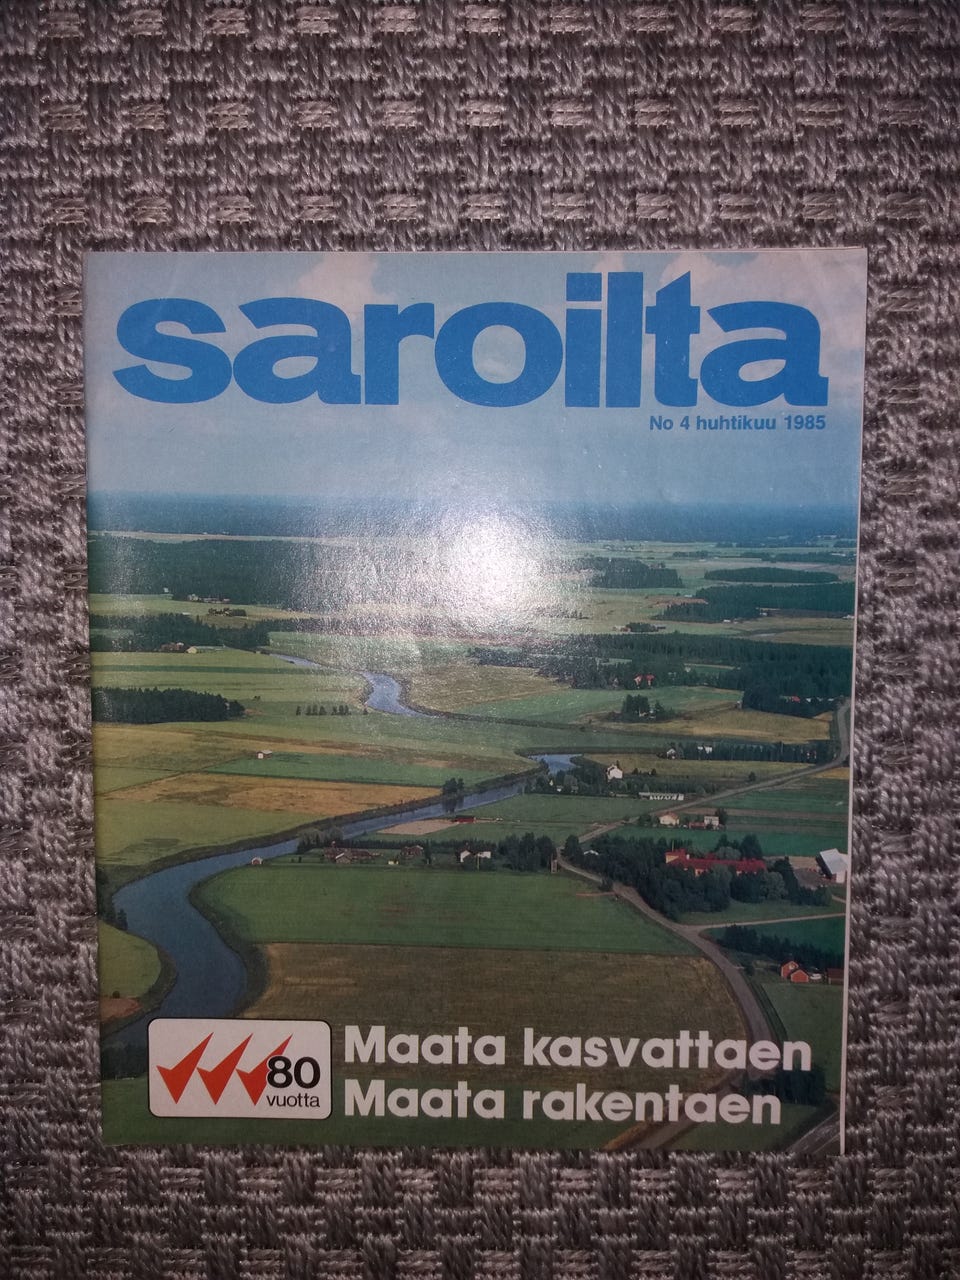 saroilta
No 4 huhtikuu 1985
80
vuotta
Maata kasvattaen
Maata rakentaen